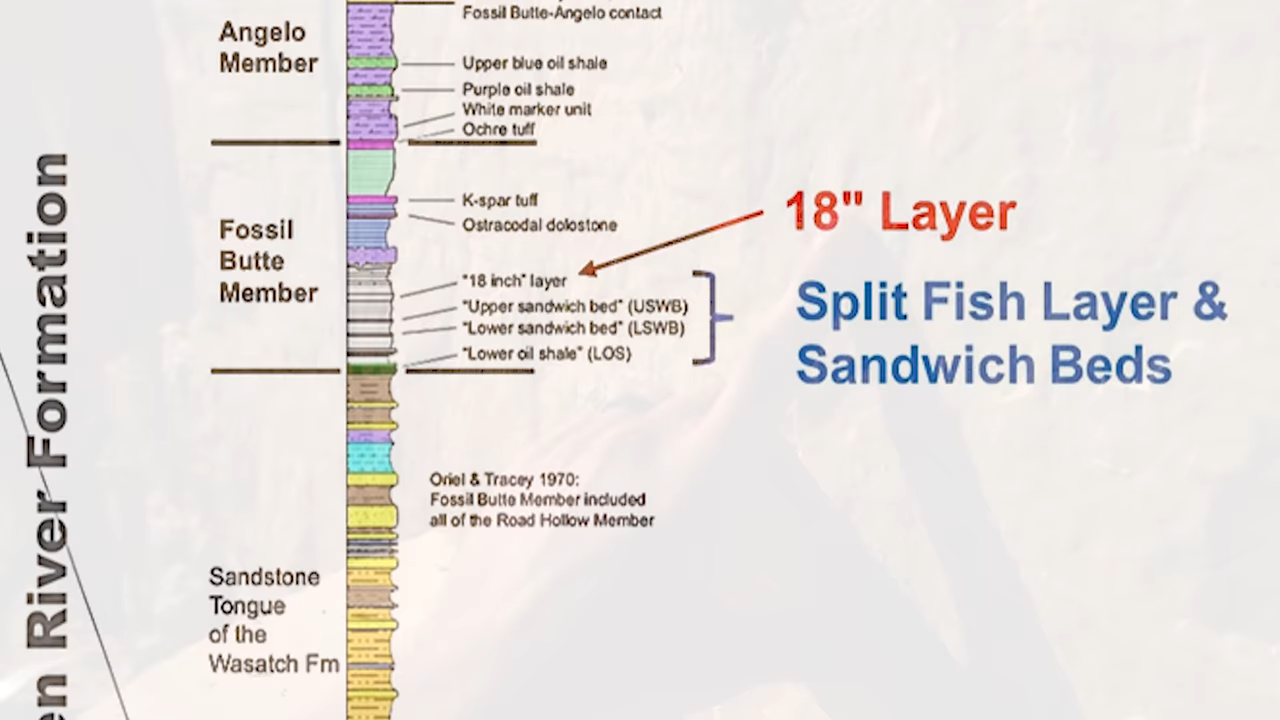 Fossil Butte-Angelo contact
Angelo
Member
Upper blue oil shale
Purple oil shale
White marker unit
Ochre tuff
K-spar tuff
Ostracodal dolostone
Fossil
Butte
Member
"18 inch" layer
"Upper sandwich bed" (USWB)
"Lower sandwich bed" (LSWB)
"Lower oil shale" (LOS)
18" Layer
Split Fish Layer &
Sandwich Beds
Oriel & Tracey 1970:
Fossil Butte Member included
all of the Road Hollow Member
Sandstone
Tongue
of the
Wasatch Fm
en River Formation